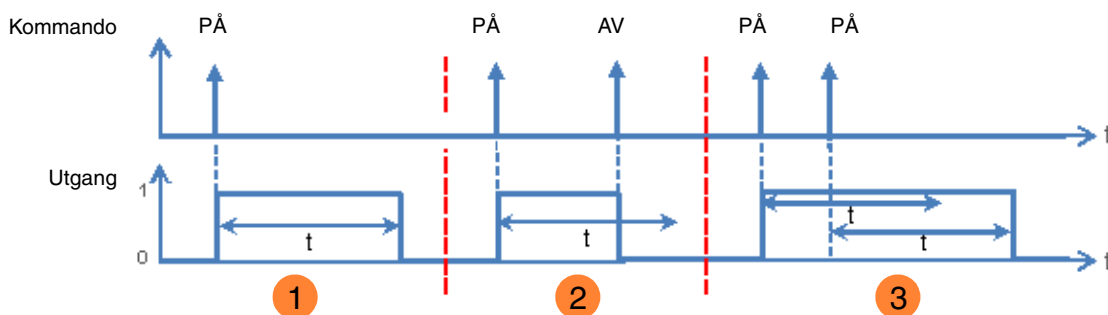 Kommando PÅ PÅ AV PÅ PÅ
t
Utgang
1
t t t
t
0 t
1 2 3